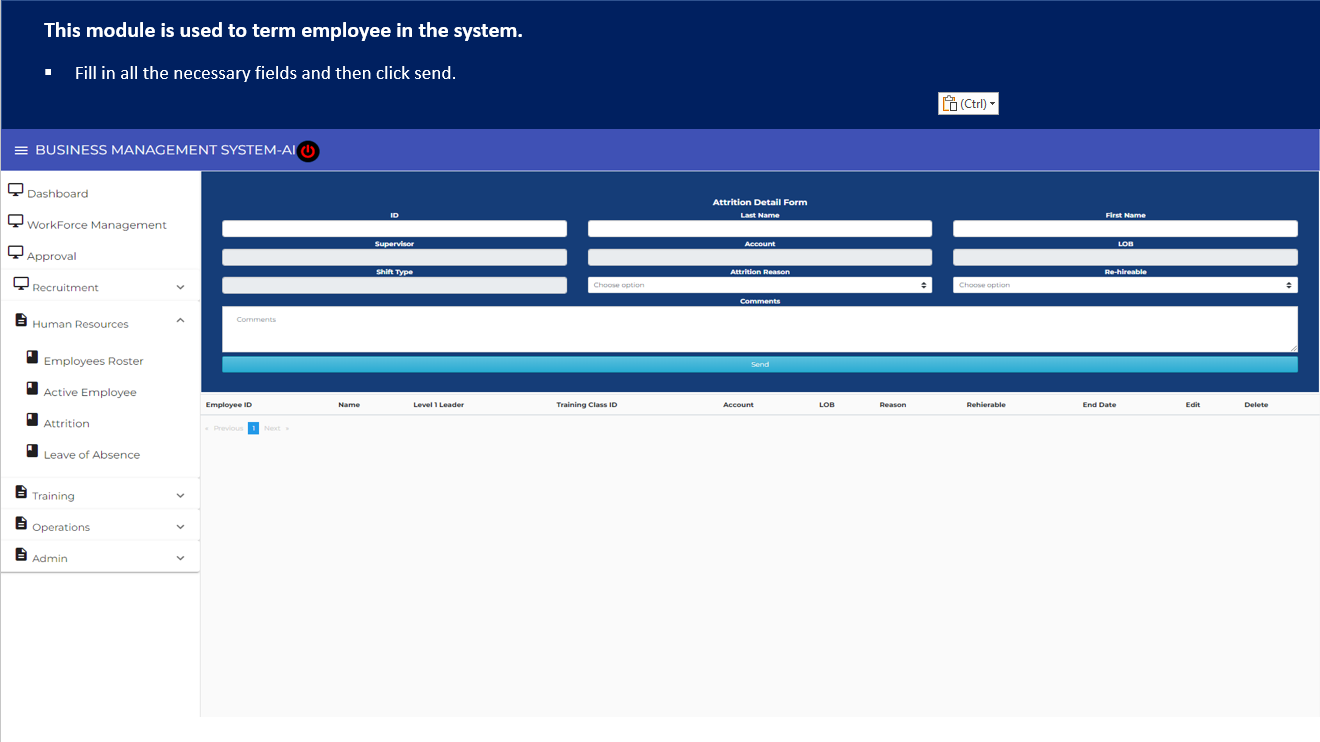 This module is used to term employee in the system.
▪ Fill in all the necessary fields and then click send.
(Ctrl)
BUSINESS MANAGEMENT SYSTEM-AI
Dashboard
WorkForce Management
Approval
Recruitment
Human Resources
Employees Roster
Active Employee
Attrition
Leave of Absence
Training
Operations
Admin
Attrition Detail Form
ID Last Name First Name
Supervisor Account LOB
Shift Type Attrition Reason Re-hireable
Choose option Choose option
Comments
Comments
Send
Employee ID Name Level 1 Leader Training Class ID Account LOB Reason Rehierable End Date Edit Delete
« Previous 1 Next »